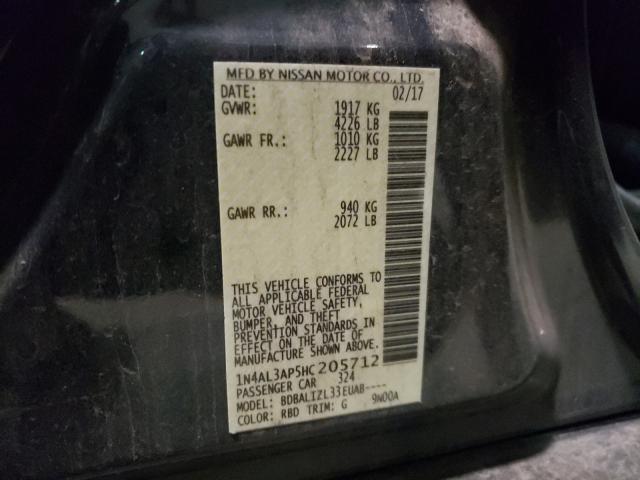 MFD BY NISSAN MOTOR CO., LTD.
DATE: 02/17
GVWR: 1917 KG
4226 LB
GAWR FR.: 1010 KG
2227 LB
GAWR RR.: 940 KG
2072 LB
THIS VEHICLE CONFORMS TO
ALL APPLICABLE FEDERAL
MOTOR VEHICLE SAFETY,
BUMPER, AND THEFT
PREVENTION STANDARDS IN
EFFECT ON THE DATE OF
MANUFACTURE SHOWN ABOVE.
1N4AL3AP5HC205712
PASSENGER CAR 324
MODEL: BDBALIZL33EUAB----
COLOR: RBD TRIM: G 9N00A